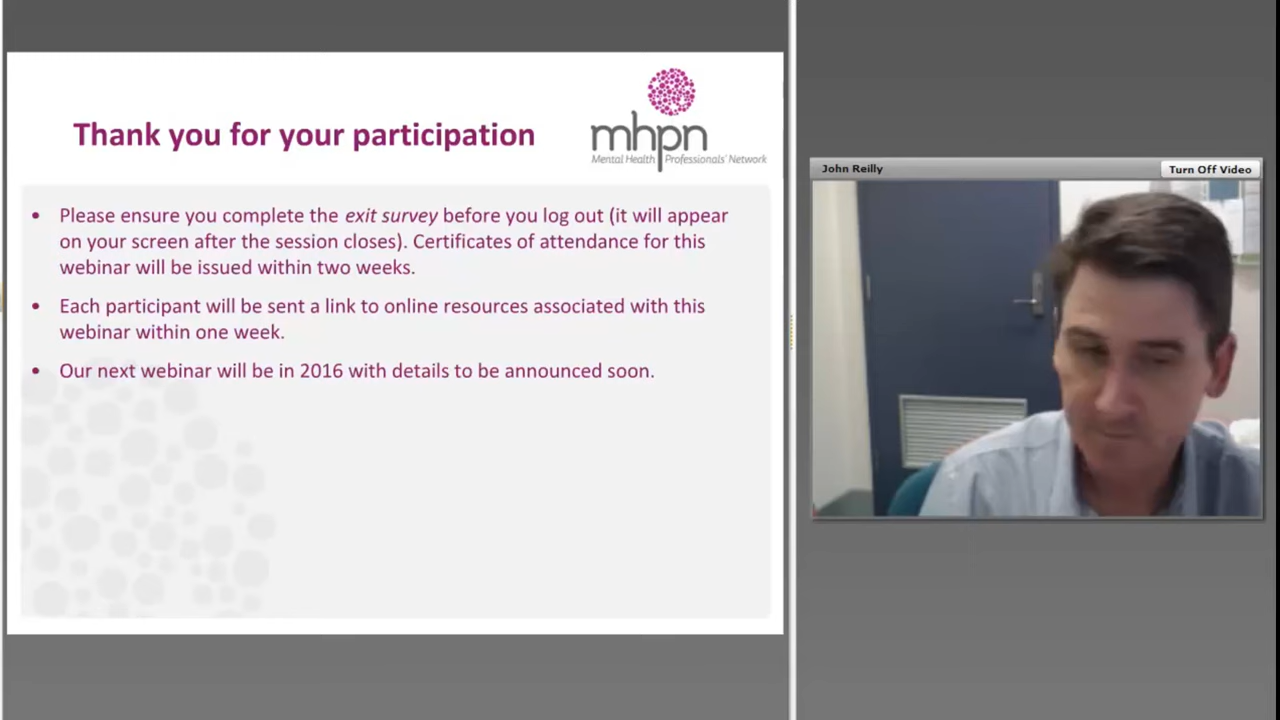 Thank you for your participation
mhpn
Mental Health Professionals' Network
• Please ensure you complete the exit survey before you log out (it will appear
on your screen after the session closes). Certificates of attendance for this
webinar will be issued within two weeks.
• Each participant will be sent a link to online resources associated with this
webinar within one week.
• Our next webinar will be in 2016 with details to be announced soon.
John Reilly
Turn Off Video